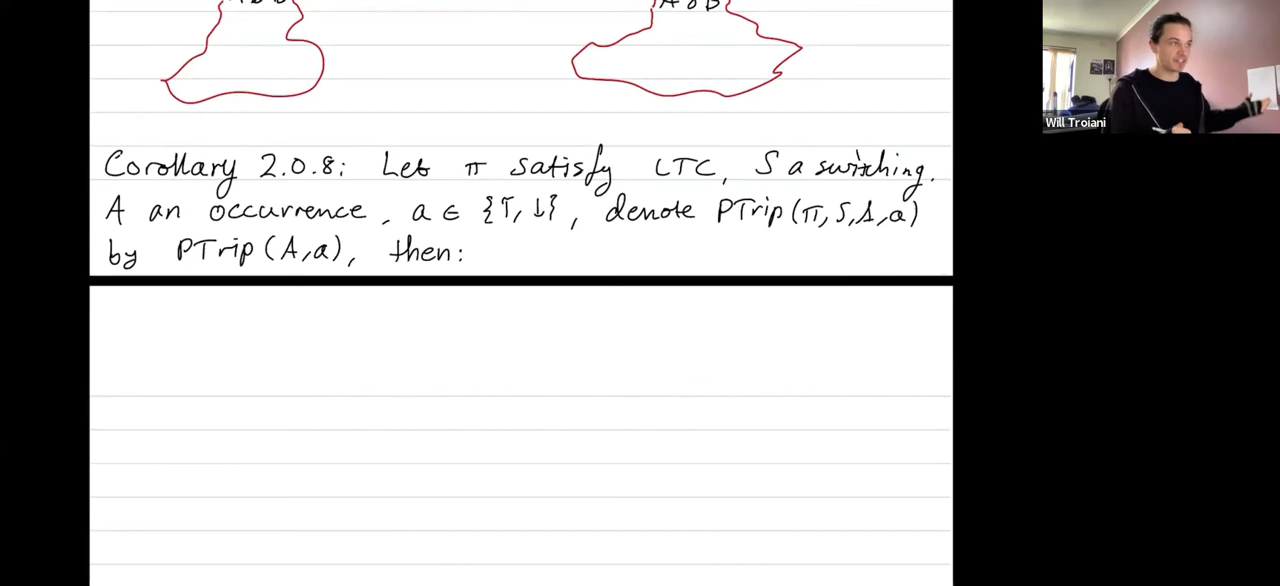 A B
Will Troiani
Corollary 2.0.8: Let π satisfy LTC, S a switching.
A an occurrence, a ∈ {↑, ↓}, denote PTrip(π, S, A, a)
by PTrip(A, a), then: